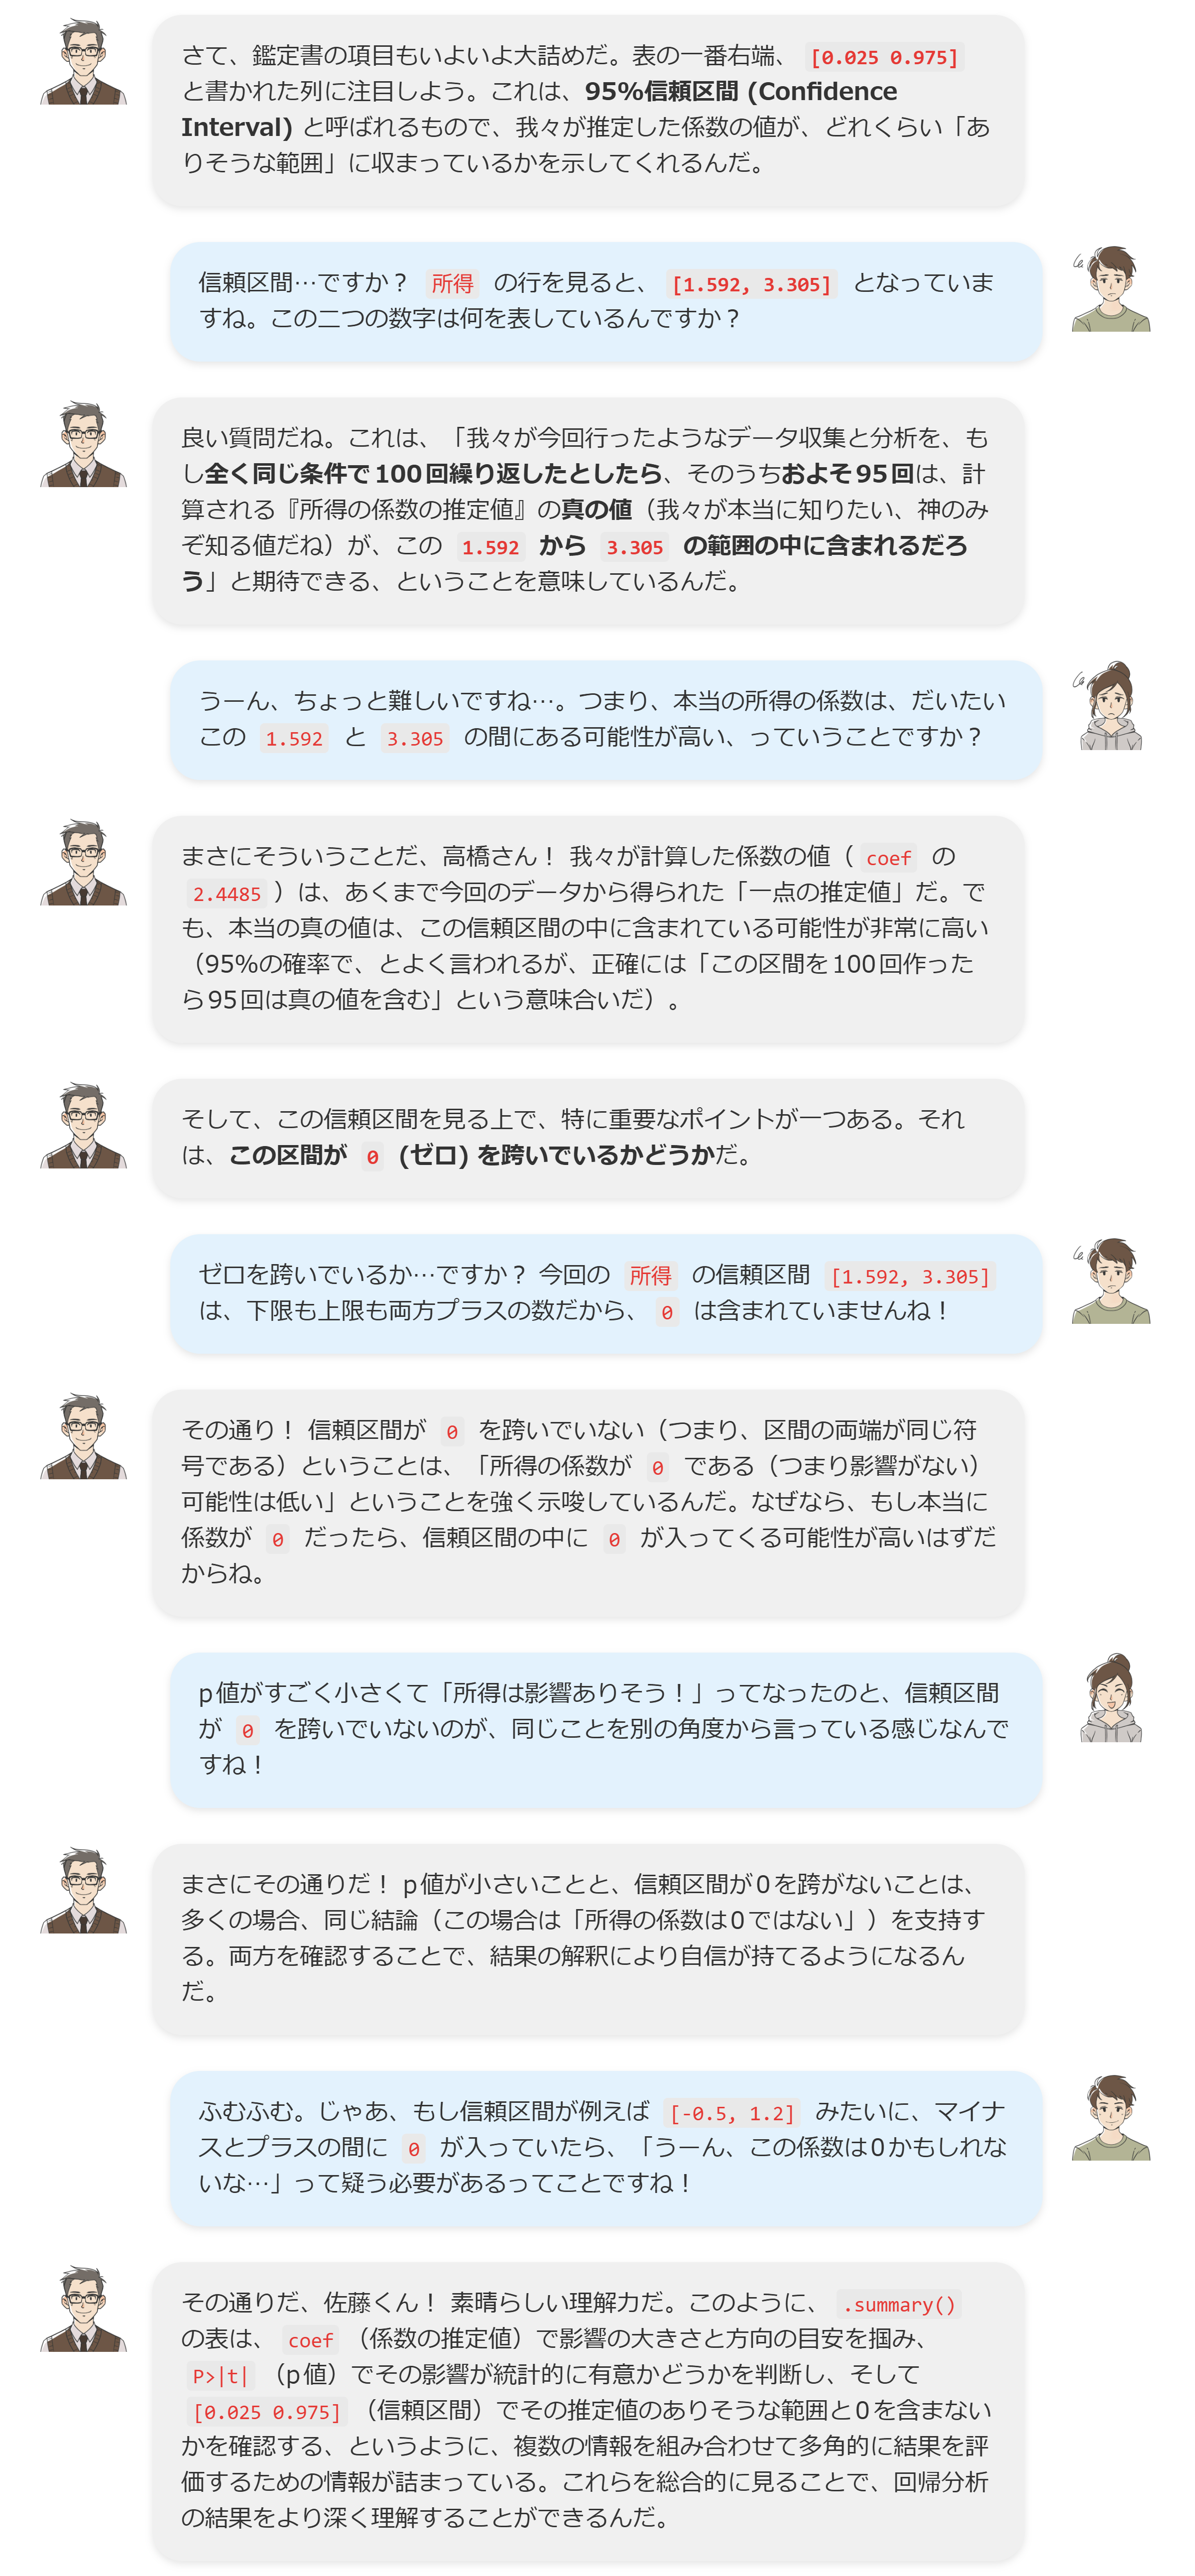 さて、鑑定書の項目もいよいよ大詰めだ。表の一番右端、 [0.025 0.975]
と書かれた列に注目しよう。これは、95%信頼区間 (Confidence
Interval) と呼ばれるもので、我々が推定した係数の値が、どれくらい「あ
りそうな範囲」に収まっているかを示してくれるんだ。
信頼区間…ですか？ 所得 の行を見ると、 [1.592, 3.305] となっていま
すね。この二つの数字は何を表しているんですか？
良い質問だね。これは、「我々が今回行ったようなデータ収集と分析を、も
し全く同じ条件で100回繰り返したとしたら、そのうちおよそ95回は、計
算される『所得の係数の推定値』の真の値（我々が本当に知りたい、神のみ
ぞ知る値だね）が、この 1.592 から 3.305 の範囲の中に含まれるだろ
う」と期待できる、ということを意味しているんだ。
うーん、ちょっと難しいですね…。つまり、本当の所得の係数は、だいたい
この 1.592 と 3.305 の間にある可能性が高い、っていうことですか？
まさにそういうことだ、高橋さん！ 我々が計算した係数の値（ coef の
2.4485 ）は、あくまで今回のデータから得られた「一点の推定値」だ。で
も、本当の真の値は、この信頼区間の中に含まれている可能性が非常に高い
（95%の確率で、とよく言われるが、正確には「この区間を100回作った
ら95回は真の値を含む」という意味合いだ）。
そして、この信頼区間を見る上で、特に重要なポイントが一つある。それ
は、この区間が 0 (ゼロ) を跨いでいるかどうかだ。
ゼロを跨いでいるか…ですか？ 今回の 所得 の信頼区間 [1.592, 3.305]
は、下限も上限も両方プラスの数だから、 0 は含まれていませんね！
その通り！ 信頼区間が 0 を跨いでいない（つまり、区間の両端が同じ符
号である）ということは、「所得の係数が 0 である（つまり影響がない）
可能性は低い」ということを強く示唆しているんだ。なぜなら、もし本当に
係数が 0 だったら、信頼区間の中に 0 が入ってくる可能性が高いはずだ
からね。
p値がすごく小さくて「所得は影響ありそう！」ってなったのと、信頼区間
が 0 を跨いでいないのが、同じことを別の角度から言っている感じなんで
すね！
まさにその通りだ！ p値が小さいことと、信頼区間が0を跨がないことは、
多くの場合、同じ結論（この場合は「所得の係数は0ではない」）を支持す
る。両方を確認することで、結果の解釈により自信が持てるようになるん
だ。
ふむふむ。じゃあ、もし信頼区間が例えば [-0.5, 1.2] みたいに、マイナ
スとプラスの間に 0 が入っていたら、「うーん、この係数は0かもしれな
いな…」って疑う必要があるってことですね！
その通りだ、佐藤くん！ 素晴らしい理解力だ。このように、 .summary()
の表は、 coef （係数の推定値）で影響の大きさと方向の目安を掴み、
P>|t| （p値）でその影響が統計的に有意かどうかを判断し、そして
[0.025 0.975] （信頼区間）でその推定値のありそうな範囲と0を含まない
かを確認する、というように、複数の情報を組み合わせて多角的に結果を評
価するための情報が詰まっている。これらを総合的に見ることで、回帰分析
の結果をより深く理解することができるんだ。